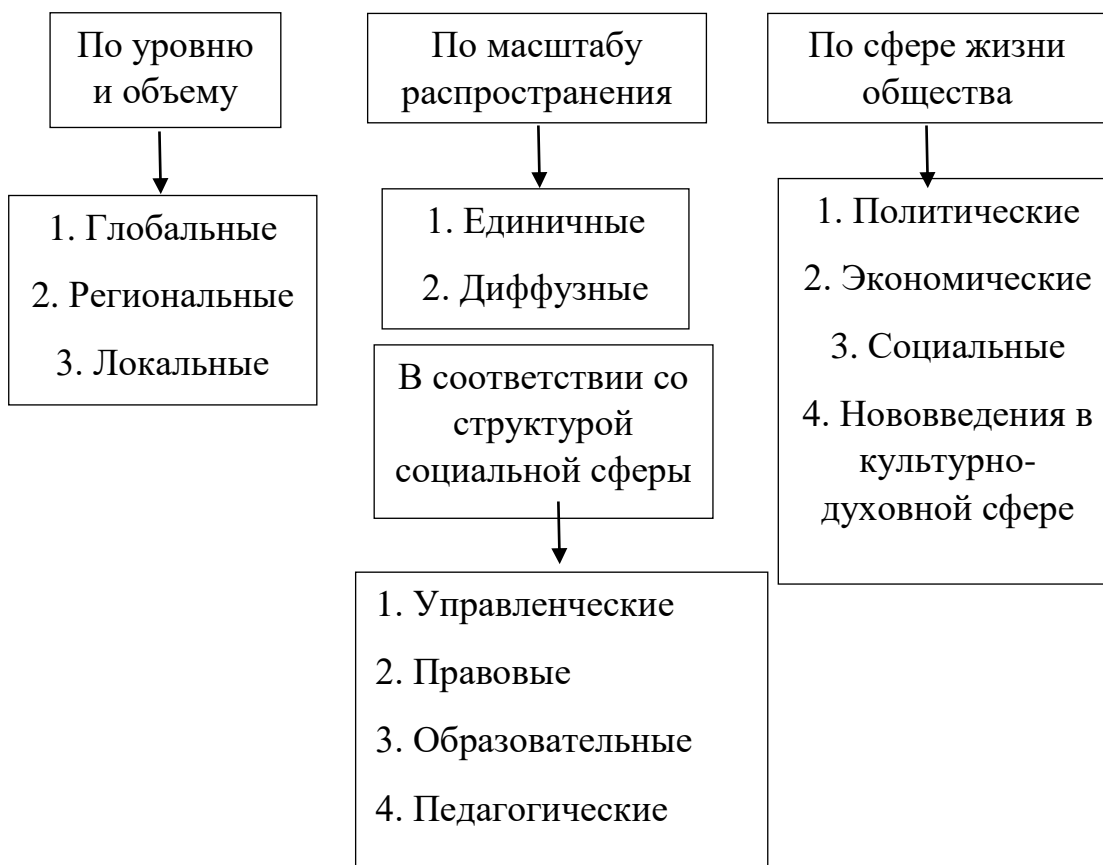 По уровню
и объему
1. Глобальные
2. Региональные
3. Локальные
По масштабу
распространения
1. Единичные
2. Диффузные
В соответствии со
структурой
социальной сферы
1. Управленческие
2. Правовые
3. Образовательные
4. Педагогические
По сфере жизни
общества
1. Политические
2. Экономические
3. Социальные
4. Нововведения в
культурно-
духовной сфере